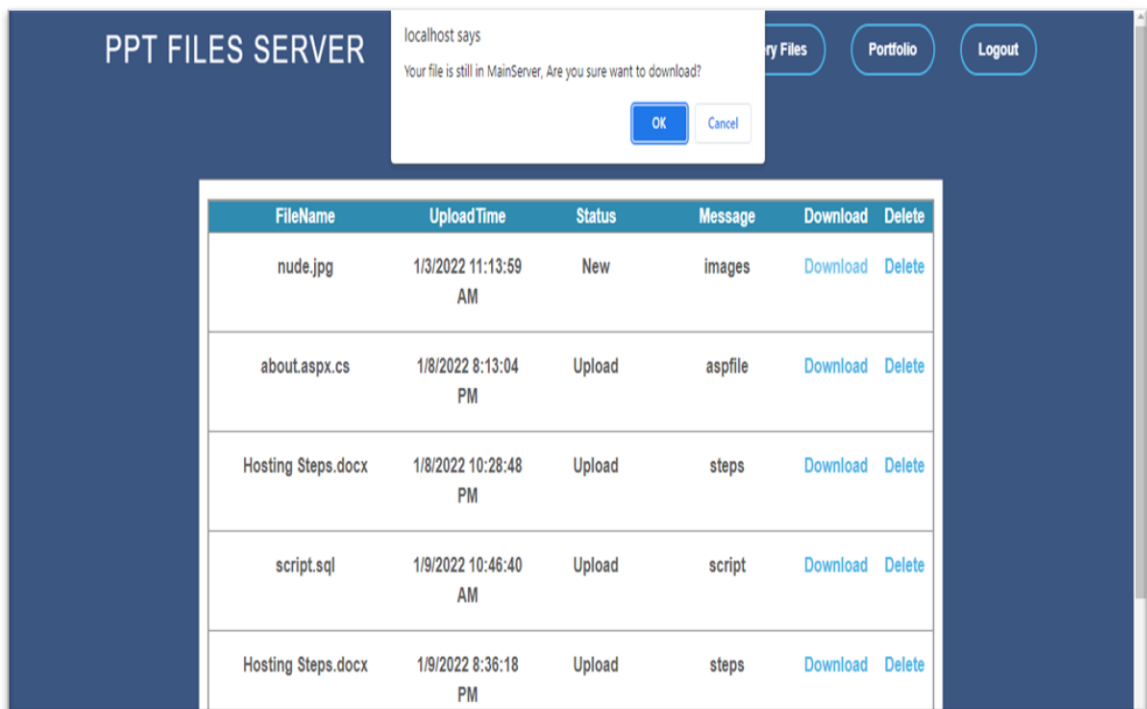 PPT FILES SERVER
localhost says
Your file is still in MainServer, Are you sure want to download?
OK
Cancel
Files
Portfolio
Logout
FileName UploadTime Status Message Download Delete
nude.jpg 1/3/2022 11:13:59 New images Download Delete
AM
about.aspx.cs 1/8/2022 8:13:04 Upload aspfile Download Delete
PM
Hosting Steps.docx 1/8/2022 10:28:48 Upload steps Download Delete
PM
script.sql 1/9/2022 10:46:40 Upload script Download Delete
AM
Hosting Steps.docx 1/9/2022 8:36:18 Upload steps Download Delete
PM